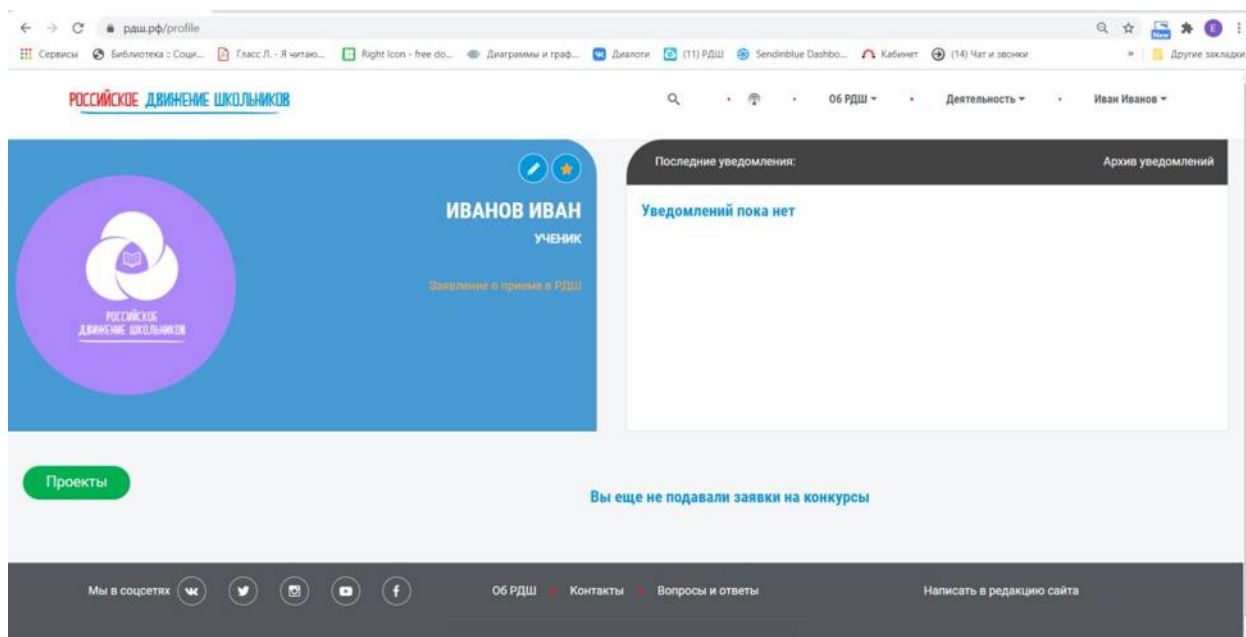 рдш.рф/profile
Сервисы Библиотека :: Соци... Гласс Л. - Я читаю... Right Icon - free do... Диаграммы и граф... Диалоги (11) РДШ Sendinblue Dashbo... Кабинет (14) Чат и звонки » Другие закладки
New
E
РОССИЙСКОЕ ДВИЖЕНИЕ ШКОЛЬНИКОВ
Об РДШ Деятельность Иван Иванов
Последние уведомления: Архив уведомлений
ИВАНОВ ИВАН
УЧЕНИК
Уведомлений пока нет
Заявление о приеме в РДШ
РОССИЙСКОЕ
ДВИЖЕНИЕ ШКОЛЬНИКОВ
Проекты
Вы еще не подавали заявки на конкурсы
Мы в соцсетях Об РДШ Контакты Вопросы и ответы Написать в редакцию сайта